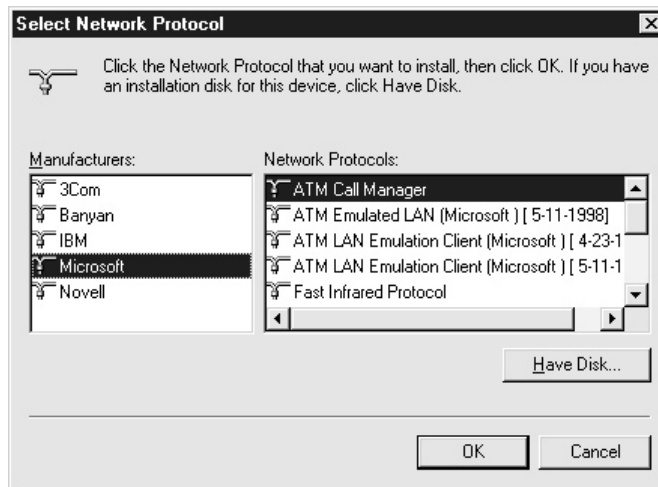 Select Network Protocol
Click the Network Protocol that you want to install, then click OK. If you have
an installation disk for this device, click Have Disk.
Manufacturers:
3Com
Banyan
IBM
Microsoft
Novell
Network Protocols:
ATM Call Manager
ATM Emulated LAN (Microsoft ) [ 5-11-1998]
ATM LAN Emulation Client (Microsoft ) [ 4-23-1
ATM LAN Emulation Client (Microsoft ) [ 5-11-1
Fast Infrared Protocol
Have Disk...
OK
Cancel